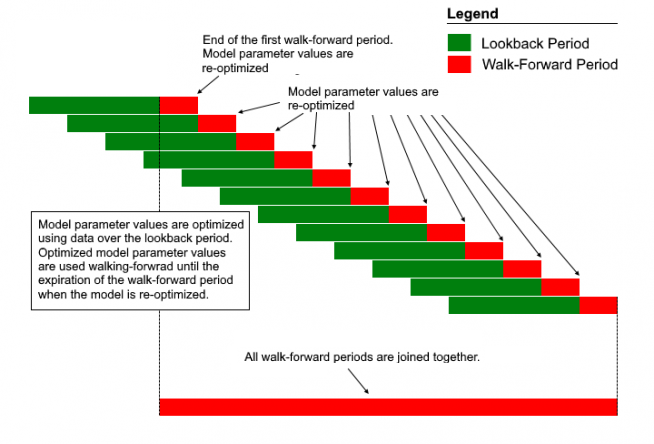 Legend
Lookback Period
Walk-Forward Period
End of the first walk-forward period.
Model parameter values are
re-optimized
Model parameter values are
re-optimized
Model parameter values are optimized
using data over the lookback period.
Optimized model parameter values
are used walking-forwrad until the
expiration of the walk-forward period
when the model is re-optimized.
All walk-forward periods are joined together.